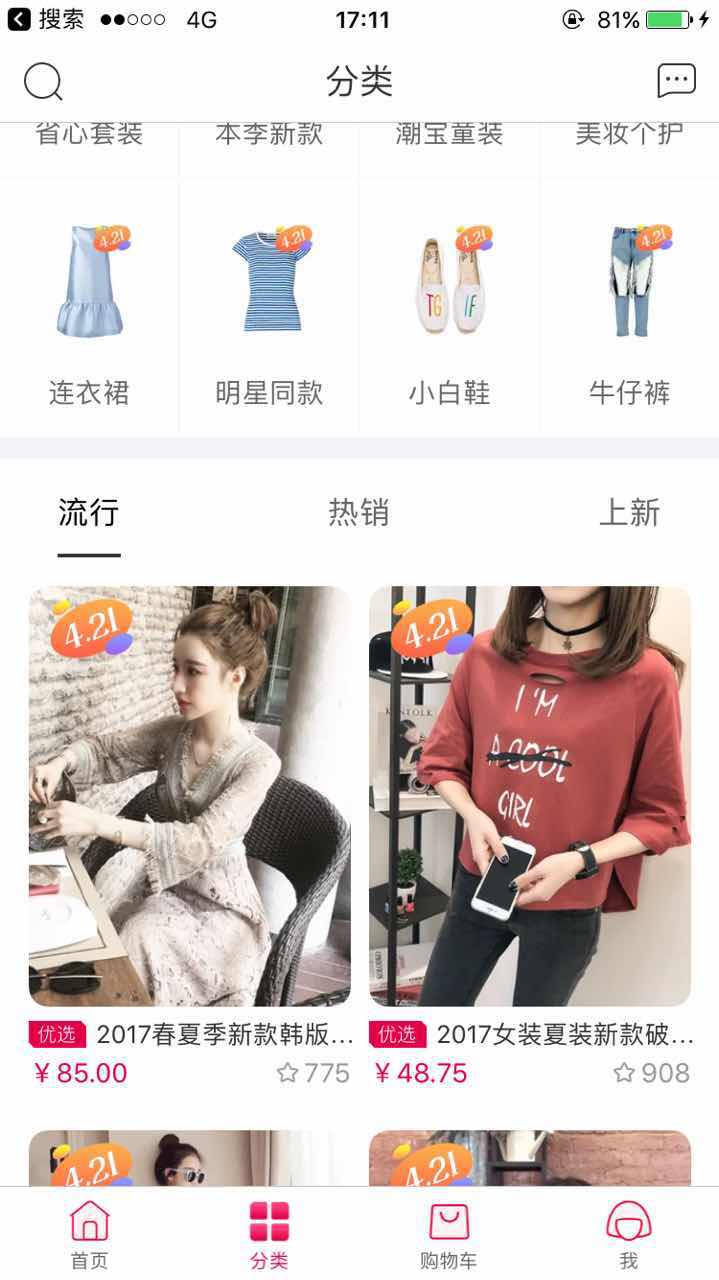 搜索 4G 17:11 81%
分类
省心套装 本季新款 潮宝童装 美妆个护
4.21 4.21 4.21 4.21
TG IF
连衣裙 明星同款 小白鞋 牛仔裤
流行 热销 上新
4.21 4.21
I'M
A COOL
GIRL
优选 2017春夏季新款韩版... 优选 2017女装夏装新款破...
¥85.00 775 ¥48.75 908
4.21 4.21
首页 分类 购物车 我